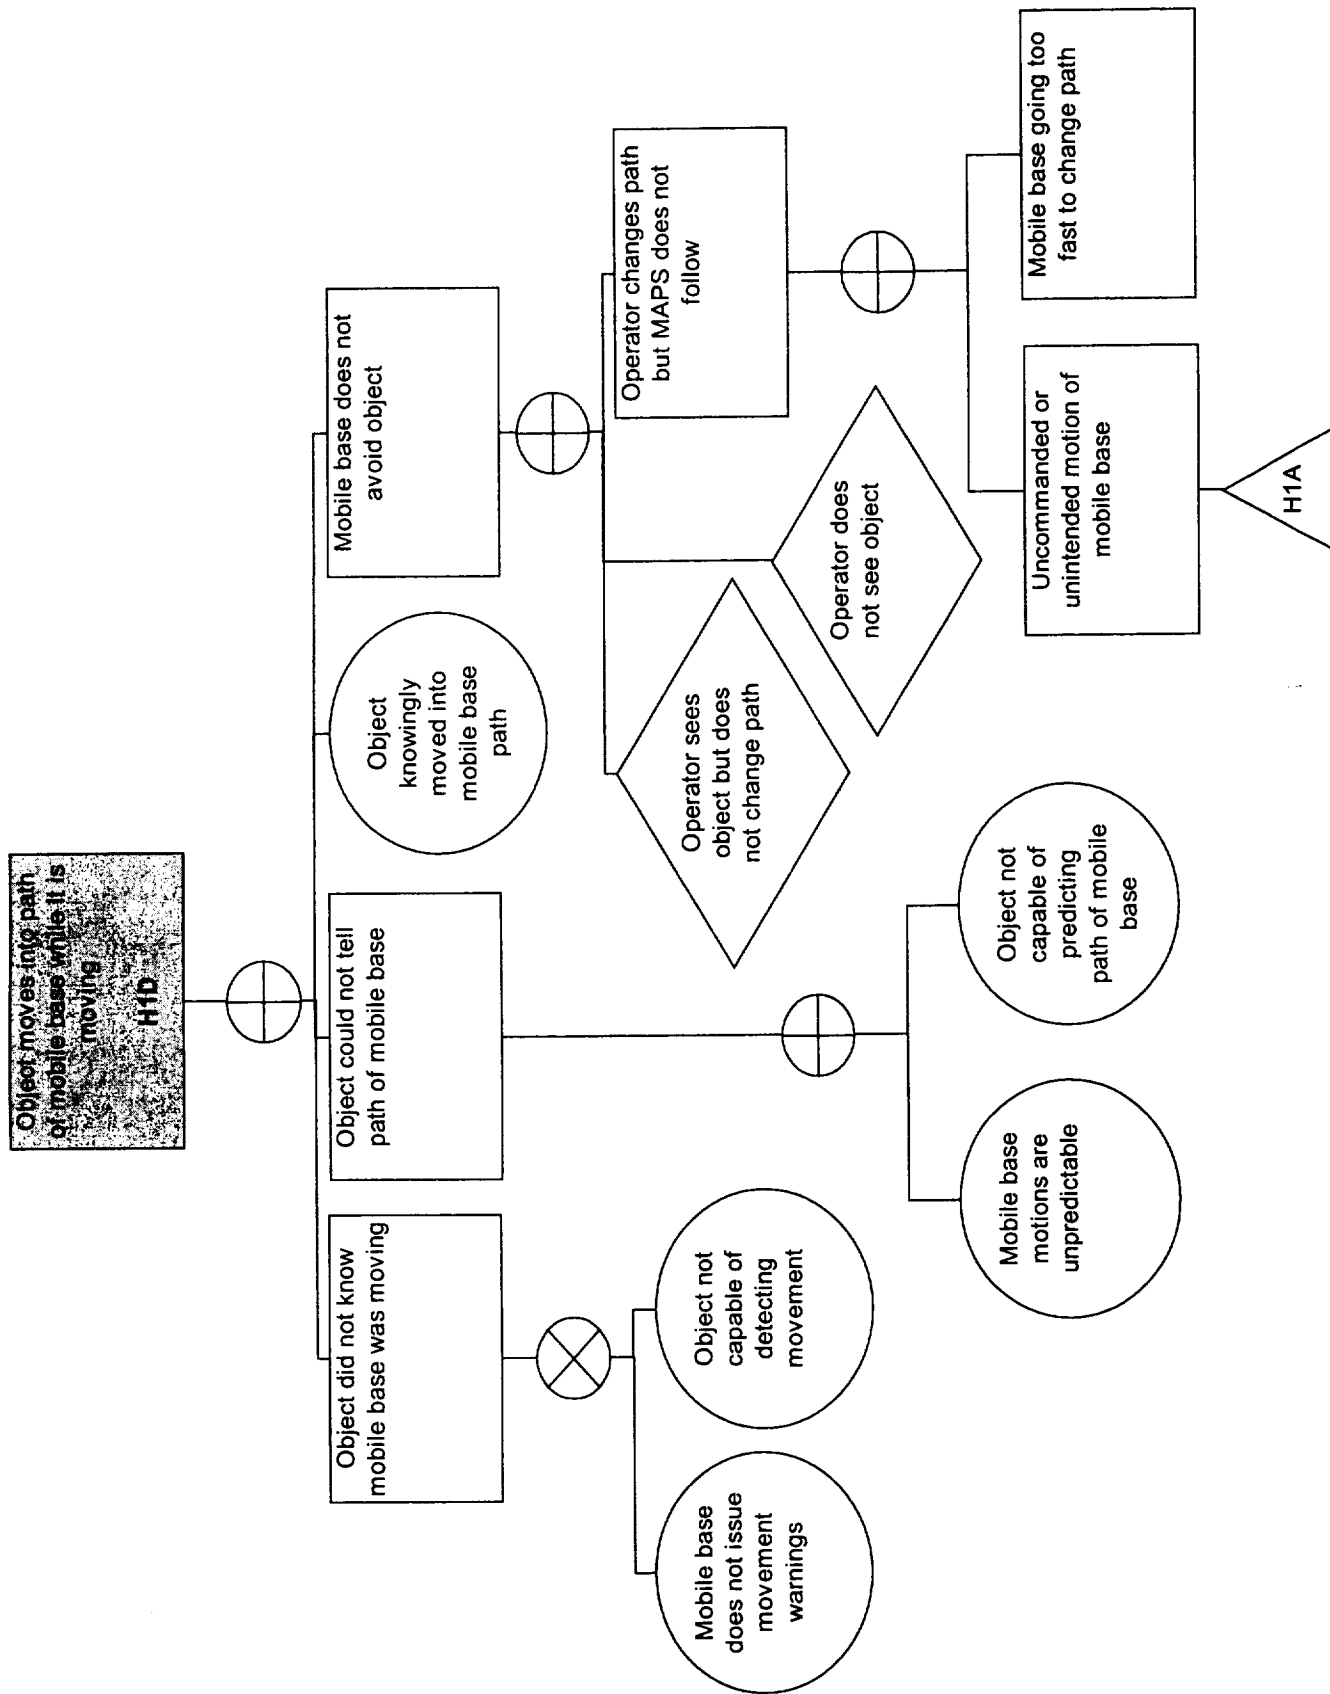 Object moves into path
of mobile base while it is
moving
H1D
Object did not know
mobile base was moving
Object could not tell
path of mobile base
Object
knowingly
moved into
mobile base
path
Mobile base does not
avoid object
Mobile base
does not issue
movement
warnings
Object not
capable of
detecting
movement
Mobile base
motions are
unpredictable
Object not
capable of
predicting
path of mobile
base
Operator sees
object but does
not change path
Operator does
not see object
Operator changes path
but MAPS does not
follow
Uncommanded or
unintended motion of
mobile base
Mobile base going too
fast to change path
H1A